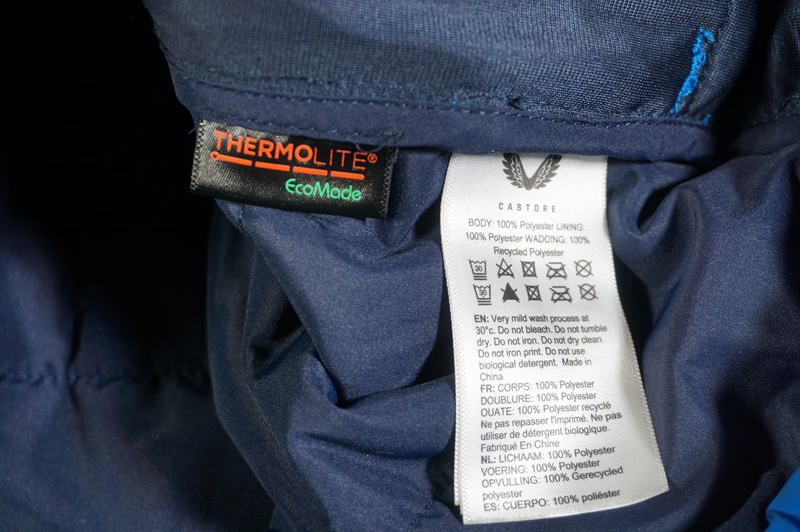 THERMOLITE®
EcoMade
CASTORE
BODY: 100% Polyester LINING:
100% Polyester WADDING: 100%
Recycled Polyester
30
30
EN: Very mild wash process at
30°c. Do not bleach. Do not tumble
dry. Do not iron. Do not dry clean.
Do not iron print. Do not use
biological detergent. Made in
China
FR: CORPS: 100% Polyester
DOUBLURE: 100% Polyester
OUATE: 100% Polyester recyclé
Ne pas repasser l'imprimé. Ne pas
utiliser de détergent biologique.
Fabriqué En Chine
NL: LICHAAM: 100% Polyester
VOERING: 100% Polyester
OPVULLING: 100% Gerecycled
polyester
ES: CUERPO: 100% poliéster